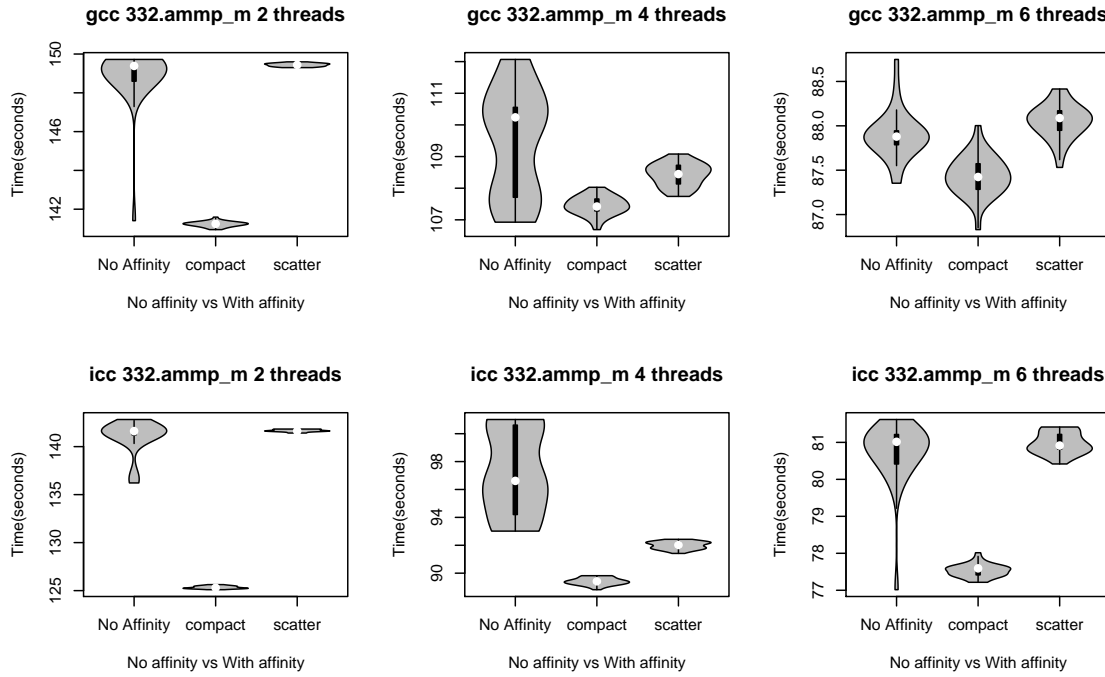 gcc 332.ammp_m 2 threads
Time(seconds)
150
146
142
No Affinity compact scatter
No affinity vs With affinity
gcc 332.ammp_m 4 threads
Time(seconds)
111
109
107
No Affinity compact scatter
No affinity vs With affinity
gcc 332.ammp_m 6 threads
Time(seconds)
88.5
88.0
87.5
87.0
No Affinity compact scatter
No affinity vs With affinity
icc 332.ammp_m 2 threads
Time(seconds)
140
135
130
125
No Affinity compact scatter
No affinity vs With affinity
icc 332.ammp_m 4 threads
Time(seconds)
98
94
90
No Affinity compact scatter
No affinity vs With affinity
icc 332.ammp_m 6 threads
Time(seconds)
81
80
79
78
77
No Affinity compact scatter
No affinity vs With affinity